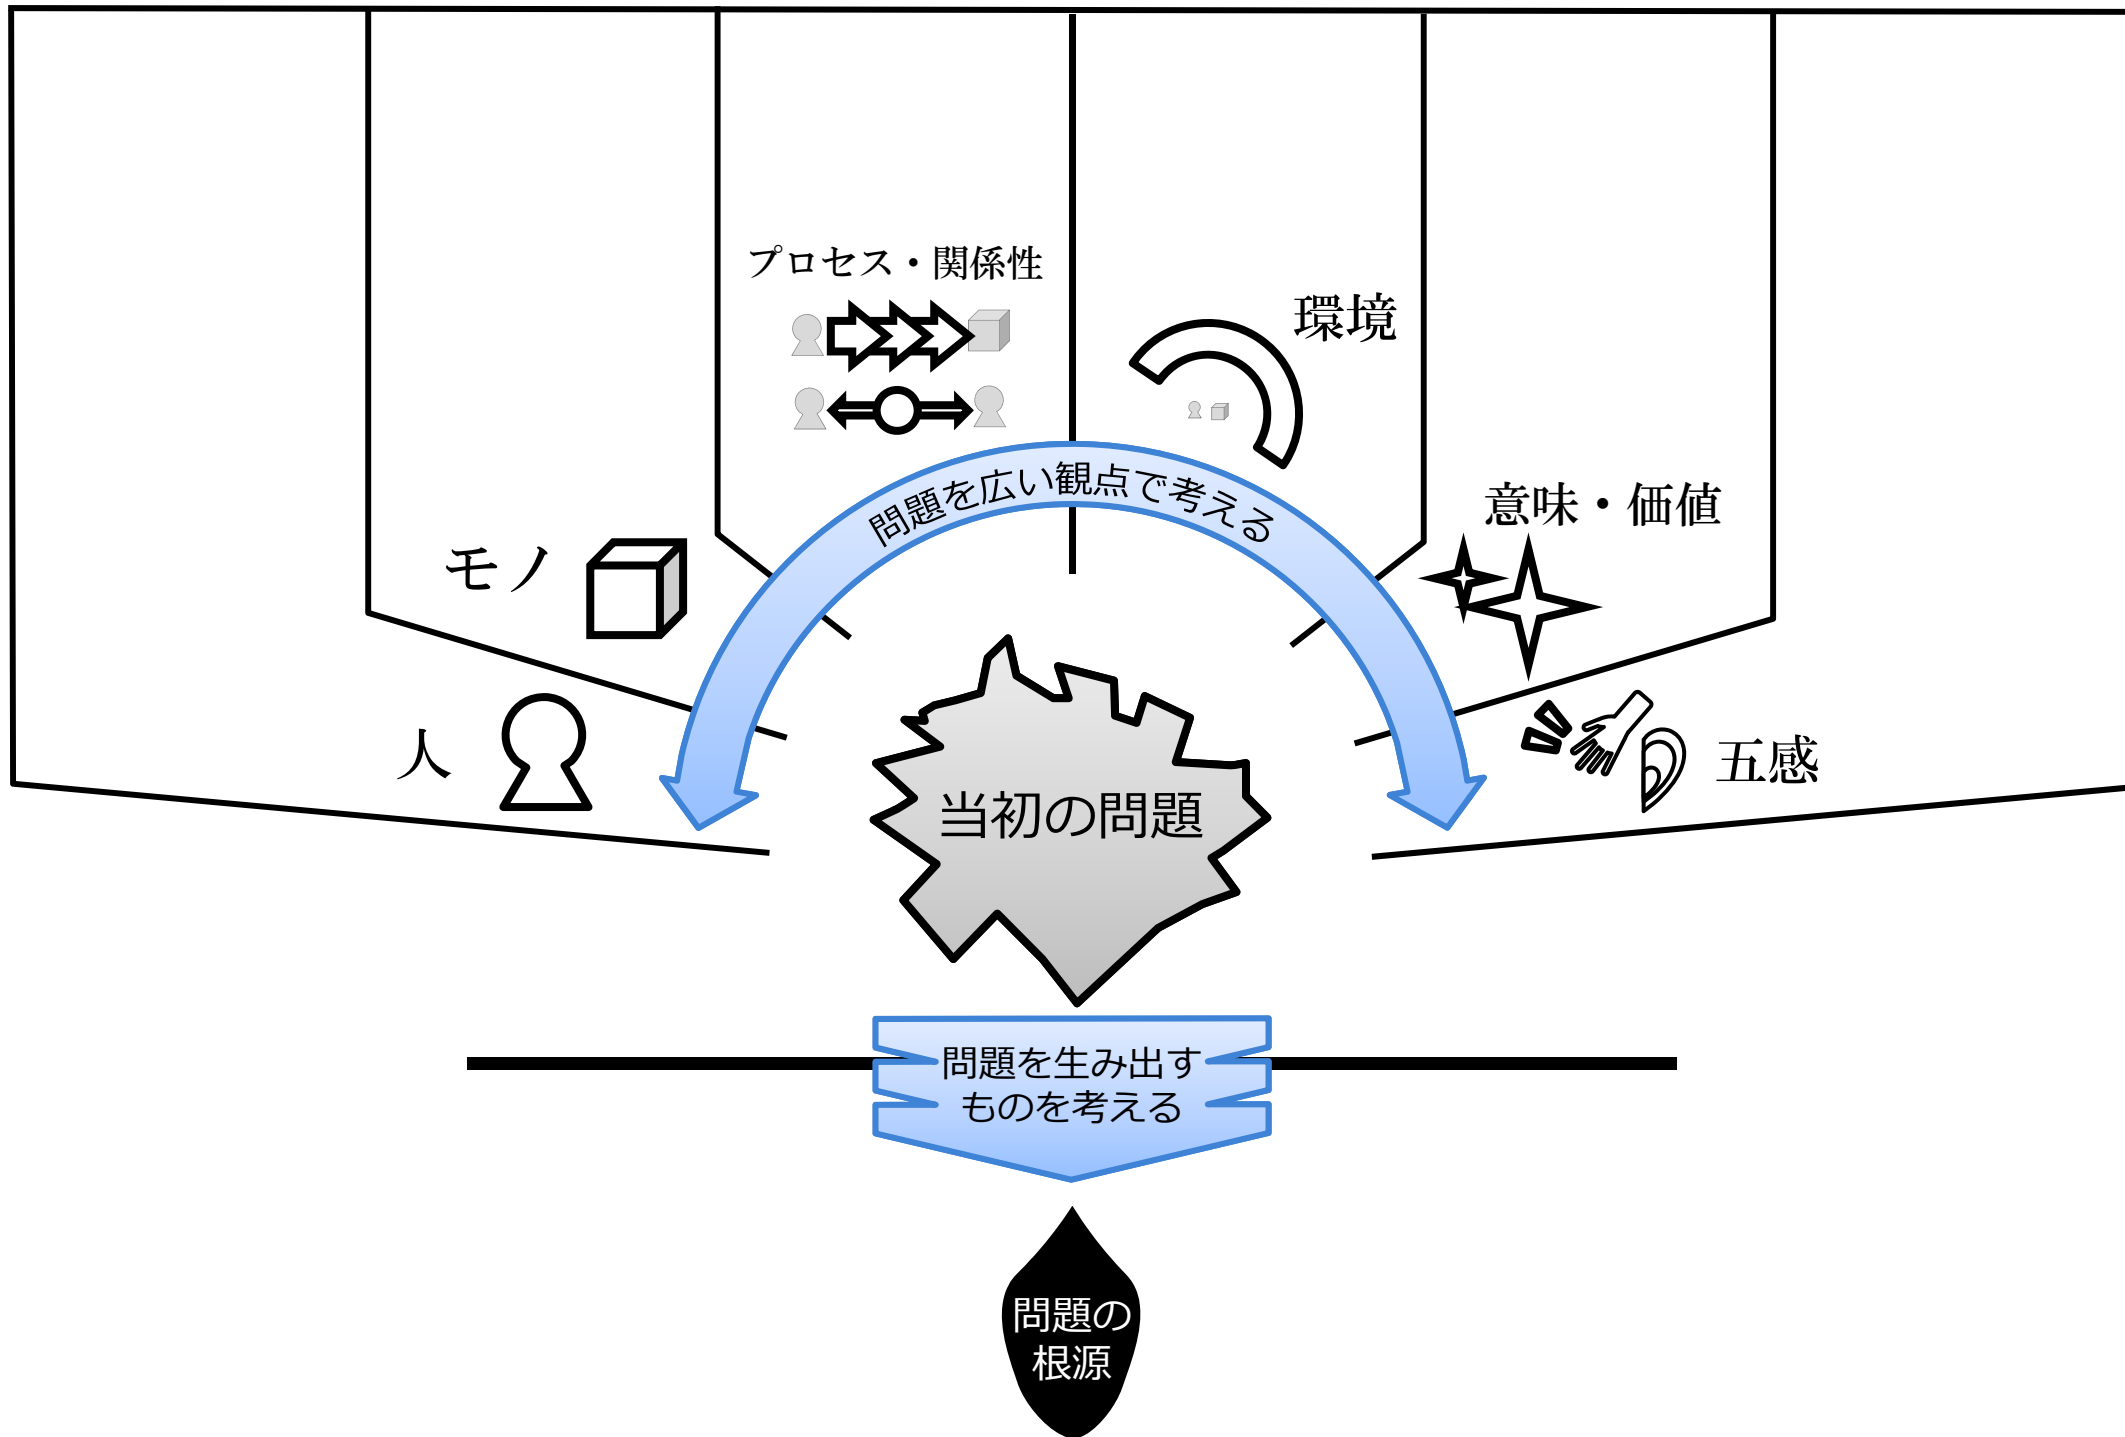 プロセス・関係性
環境
問題を広い観点で考える
意味・価値
モノ
人
五感
当初の問題
問題を生み出す
ものを考える
問題の
根源